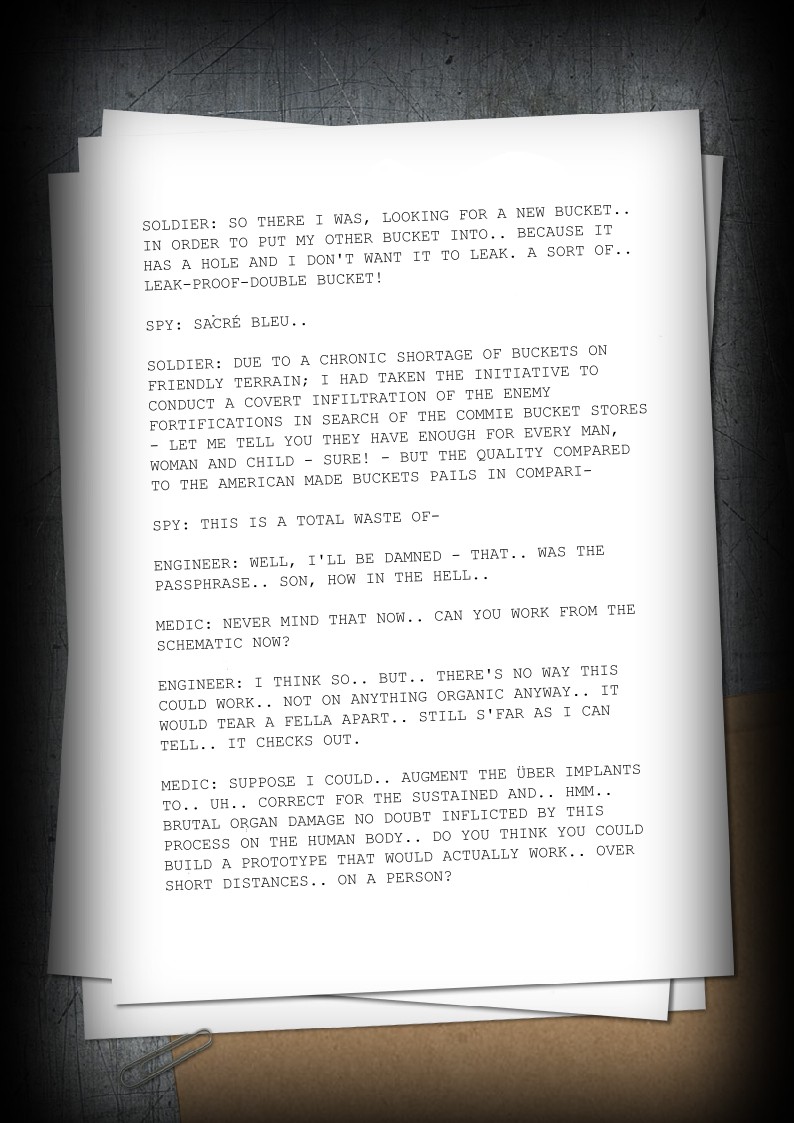 SOLDIER: SO THERE I WAS, LOOKING FOR A NEW BUCKET..
IN ORDER TO PUT MY OTHER BUCKET INTO.. BECAUSE IT
HAS A HOLE AND I DON'T WANT IT TO LEAK. A SORT OF..
LEAK-PROOF-DOUBLE BUCKET!
SPY: SACRÉ BLEU..
SOLDIER: DUE TO A CHRONIC SHORTAGE OF BUCKETS ON
FRIENDLY TERRAIN; I HAD TAKEN THE INITIATIVE TO
CONDUCT A COVERT INFILTRATION OF THE ENEMY
FORTIFICATIONS IN SEARCH OF THE COMMIE BUCKET STORES
- LET ME TELL YOU THEY HAVE ENOUGH FOR EVERY MAN,
WOMAN AND CHILD - SURE! - BUT THE QUALITY COMPARED
TO THE AMERICAN MADE BUCKETS PAILS IN COMPARI-
SPY: THIS IS A TOTAL WASTE OF-
ENGINEER: WELL, I'LL BE DAMNED - THAT.. WAS THE
PASSPHRASE.. SON, HOW IN THE HELL..
MEDIC: NEVER MIND THAT NOW.. CAN YOU WORK FROM THE
SCHEMATIC NOW?
ENGINEER: I THINK SO.. BUT.. THERE'S NO WAY THIS
COULD WORK.. NOT ON ANYTHING ORGANIC ANYWAY.. IT
WOULD TEAR A FELLA APART.. STILL S'FAR AS I CAN
TELL.. IT CHECKS OUT.
MEDIC: SUPPOSE I COULD.. AUGMENT THE ÜBER IMPLANTS
TO.. UH.. CORRECT FOR THE SUSTAINED AND.. HMM..
BRUTAL ORGAN DAMAGE NO DOUBT INFLICTED BY THIS
PROCESS ON THE HUMAN BODY.. DO YOU THINK YOU COULD
BUILD A PROTOTYPE THAT WOULD ACTUALLY WORK.. OVER
SHORT DISTANCES.. ON A PERSON?